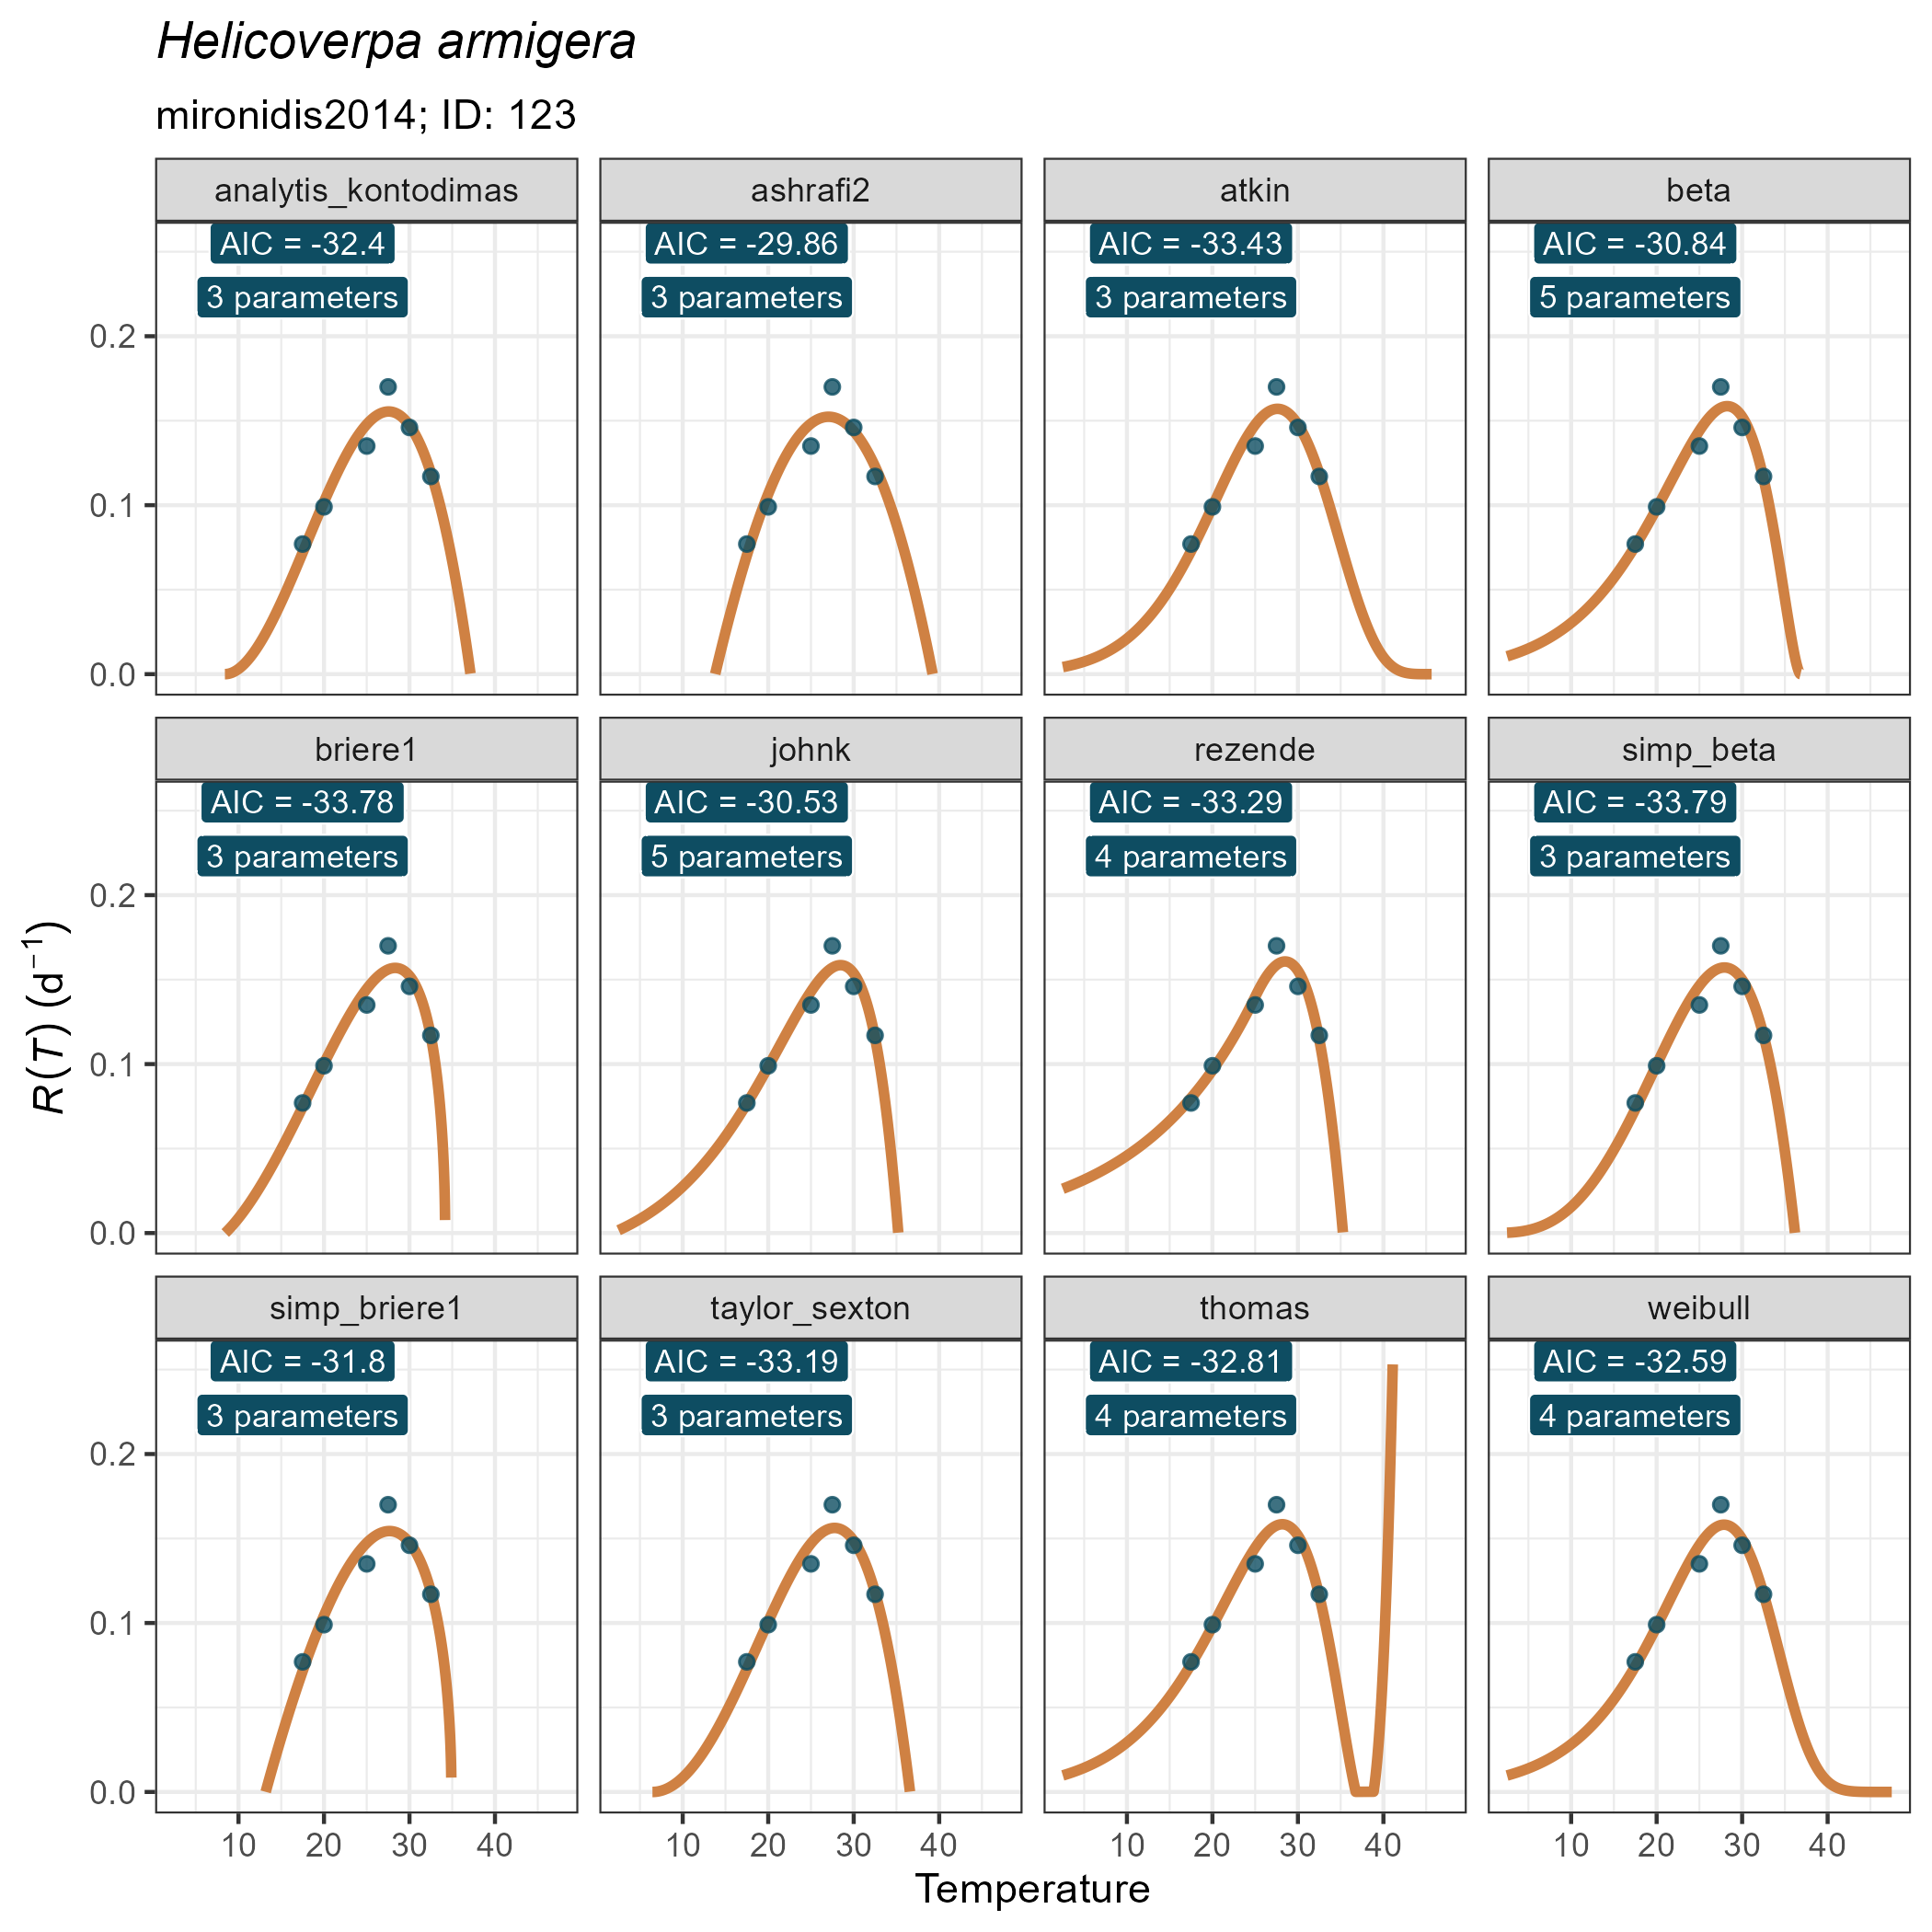 Helicoverpa armigera
mironidis2014; ID: 123
analytis_kontodimas
AIC = -32.4
3 parameters
ashrafi2
AIC = -29.86
3 parameters
atkin
AIC = -33.43
3 parameters
beta
AIC = -30.84
5 parameters
0.2
0.1
0.0
briere1
AIC = -33.78
3 parameters
johnk
AIC = -30.53
5 parameters
rezende
AIC = -33.29
4 parameters
simp_beta
AIC = -33.79
3 parameters
0.2
0.1
0.0
R(T) (d⁻¹)
simp_briere1
AIC = -31.8
3 parameters
taylor_sexton
AIC = -33.19
3 parameters
thomas
AIC = -32.81
4 parameters
weibull
AIC = -32.59
4 parameters
0.2
0.1
0.0
10 20 30 40
10 20 30 40
10 20 30 40
10 20 30 40
Temperature